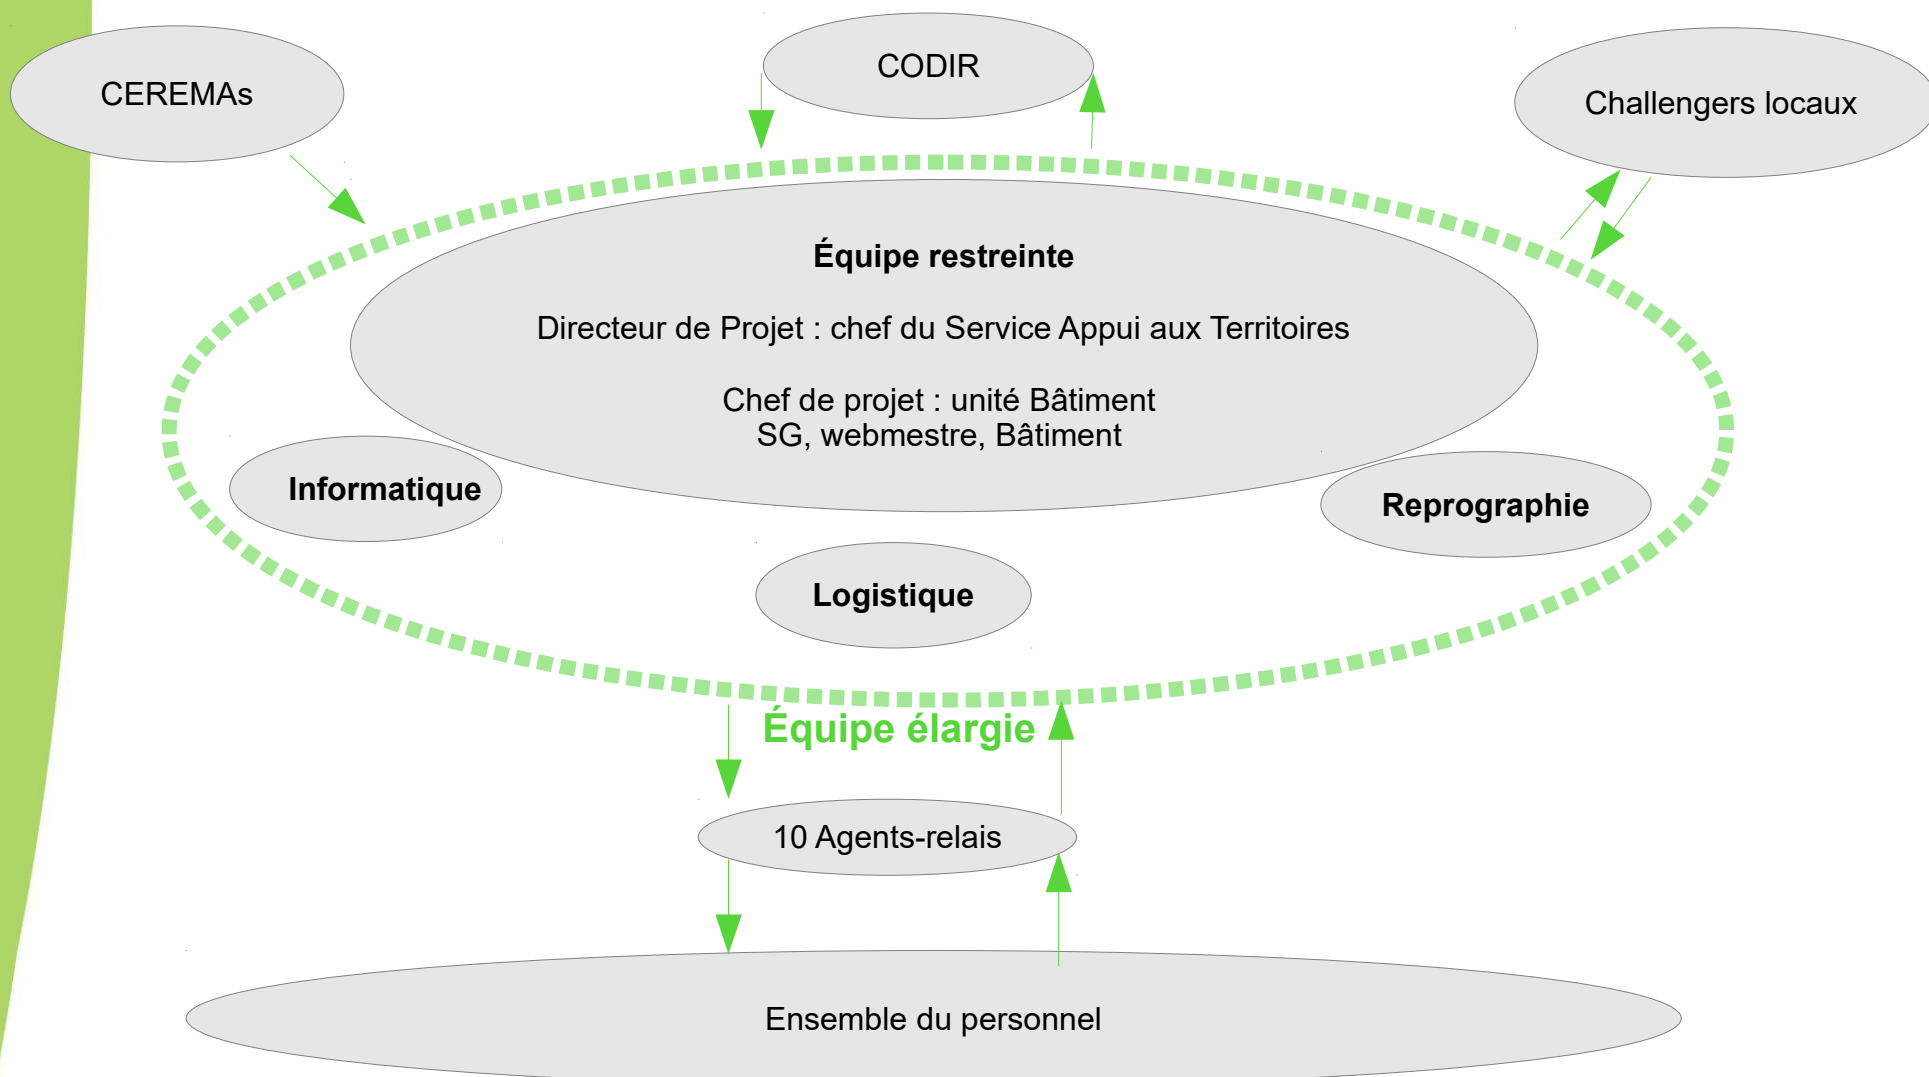 CEREMAs
CODIR
Challengers locaux
Équipe restreinte
Directeur de Projet : chef du Service Appui aux Territoires
Chef de projet : unité Bâtiment
SG, webmestre, Bâtiment
Informatique
Reprographie
Logistique
Équipe élargie
10 Agents-relais
Ensemble du personnel